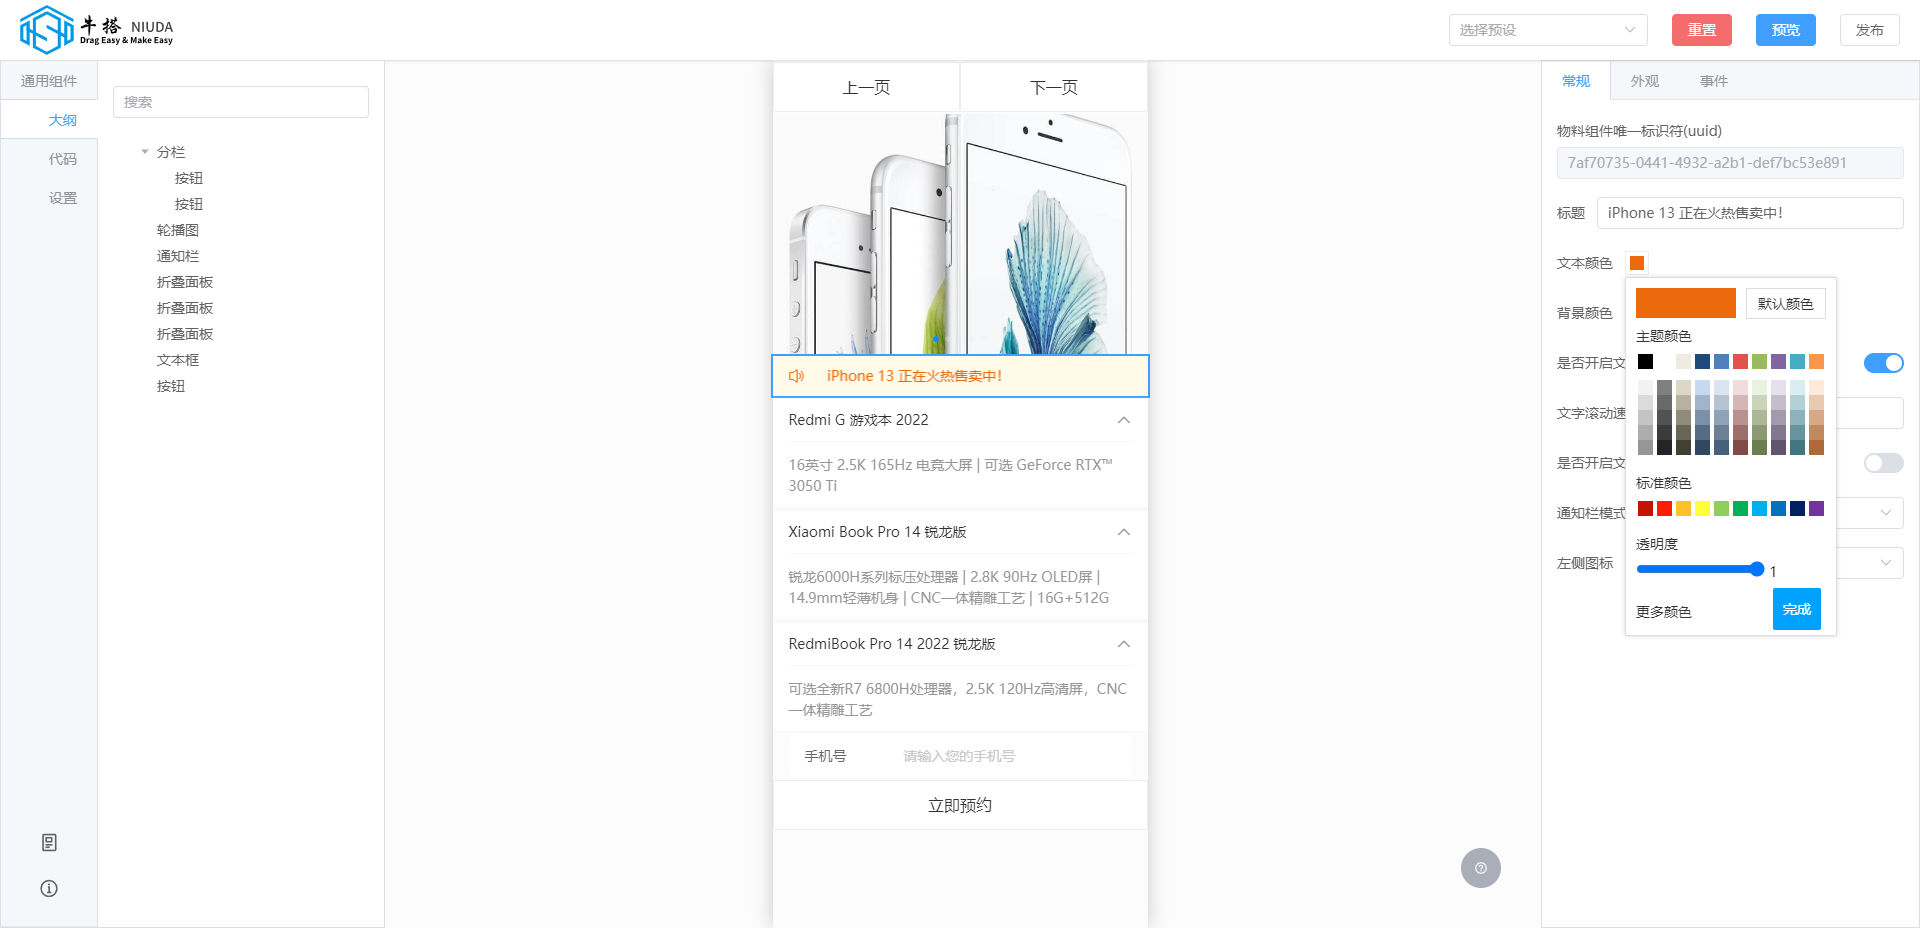 牛搭 NIUDA
Drag Easy & Make Easy
选择预设
重置
预览
发布
通用组件
大纲
代码
设置
搜索
分栏
按钮
按钮
轮播图
通知栏
折叠面板
折叠面板
折叠面板
文本框
按钮
上一页
下一页
iPhone 13 正在火热售卖中！
Redmi G 游戏本 2022
16英寸 2.5K 165Hz 电竞大屏 | 可选 GeForce RTX™
3050 Ti
Xiaomi Book Pro 14 锐龙版
锐龙6000H系列标压处理器 | 2.8K 90Hz OLED屏 |
14.9mm轻薄机身 | CNC一体精雕工艺 | 16G+512G
RedmiBook Pro 14 2022 锐龙版
可选全新R7 6800H处理器，2.5K 120Hz高清屏，CNC
一体精雕工艺
手机号
请输入您的手机号
立即预约
常规
外观
事件
物料组件唯一标识符(uuid)
7af70735-0441-4932-a2b1-def7bc53e891
标题
iPhone 13 正在火热售卖中！
文本颜色
默认颜色
背景颜色
主题颜色
是否开启文
文字滚动速
是否开启文
标准颜色
通知栏模式
透明度
左侧图标
1
更多颜色
完成